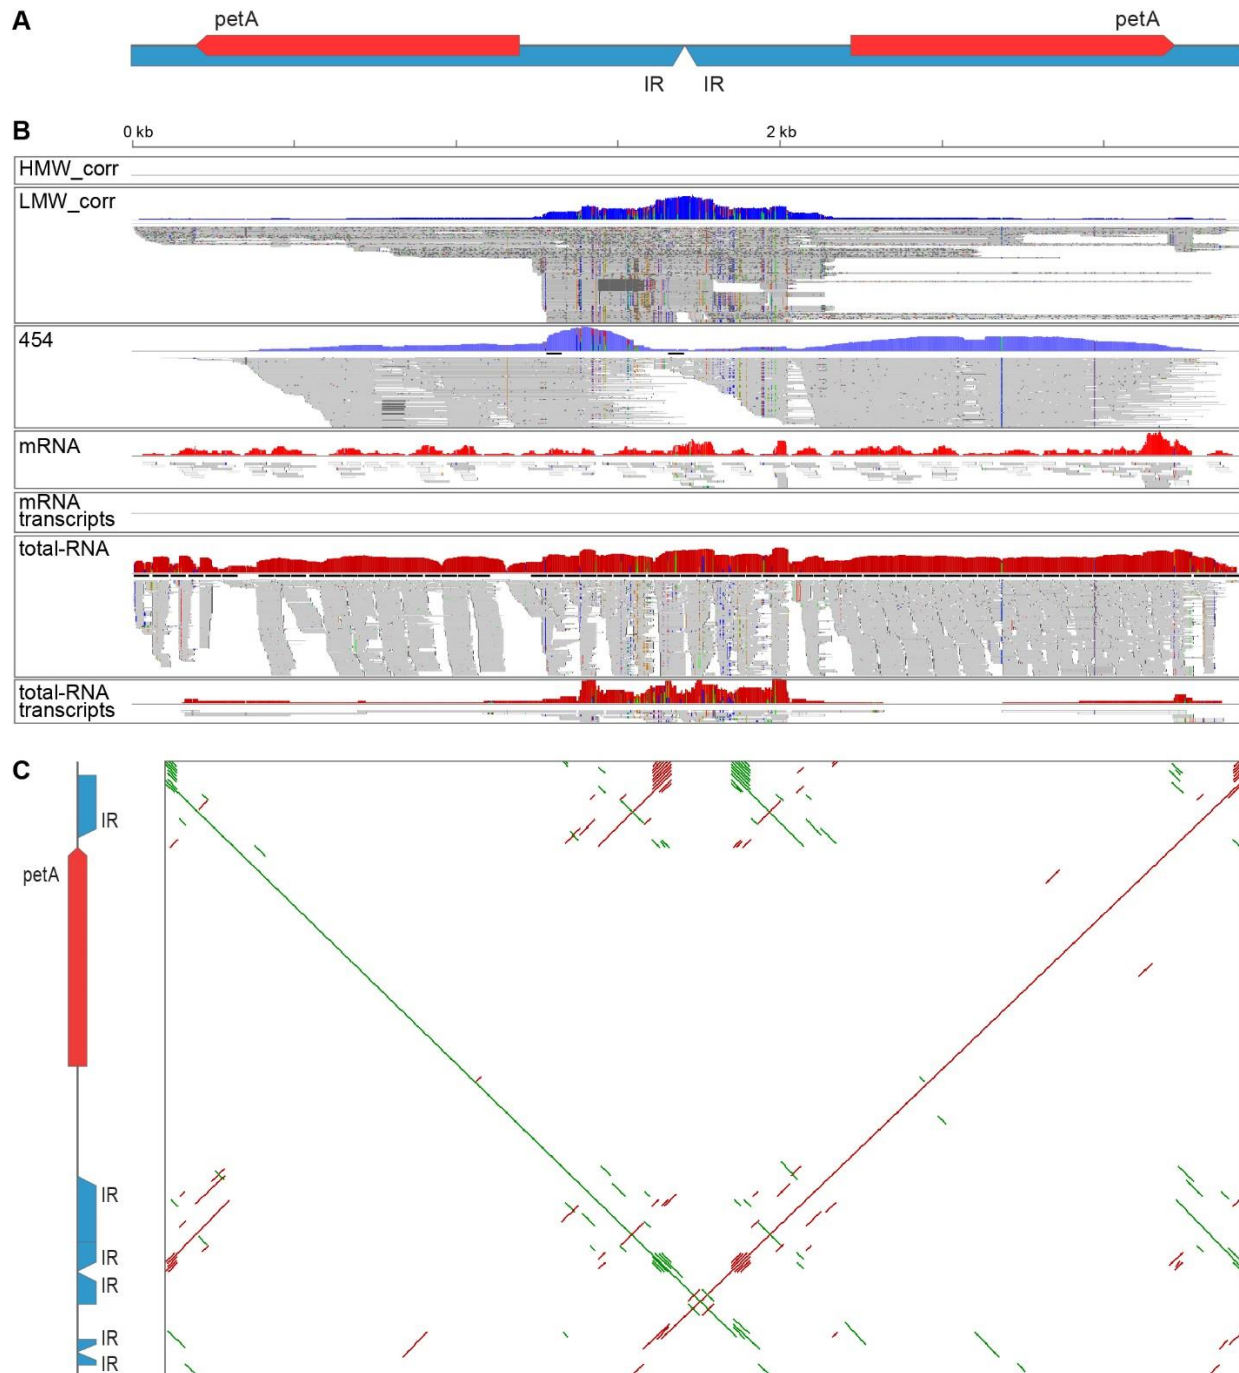 A
petA
petA
IR
IR
B
0 kb
2 kb
HMW_corr
LMW_corr
454
mRNA
mRNA
transcripts
total-RNA
total-RNA
transcripts
C
IR
petA
IR
IR
IR
IR
IR